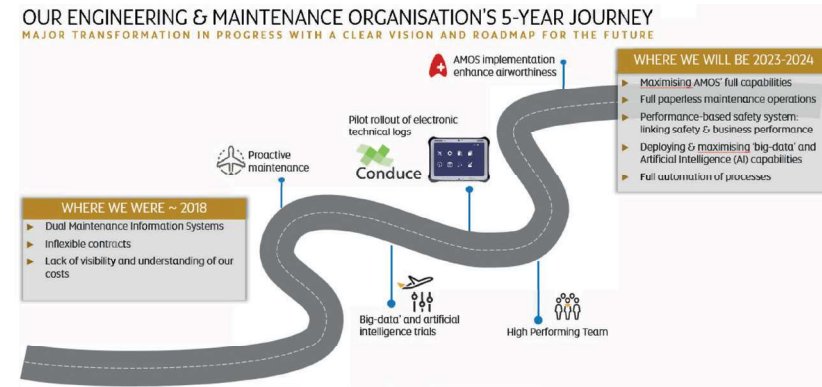 OUR ENGINEERING & MAINTENANCE ORGANISATION'S 5-YEAR JOURNEY
MAJOR TRANSFORMATION IN PROGRESS WITH A CLEAR VISION AND ROADMAP FOR THE FUTURE
WHERE WE WERE ~ 2018
Dual Maintenance Information Systems
Inflexible contracts
Lack of visibility and understanding of our
costs
Proactive
maintenance
Big-data' and artificial
intelligence trials
Pilot rollout of electronic
technical logs
Conduce
High Performing Team
AMOS implementation
enhance airworthiness
WHERE WE WILL BE 2023-2024
Maximising AMOS' full capabilities
Full paperless maintenance operations
Performance-based safety system:
linking safety & business performance
Deploying & maximising 'big-data' and
Artificial Intelligence (AI) capabilities
Full automation of processes